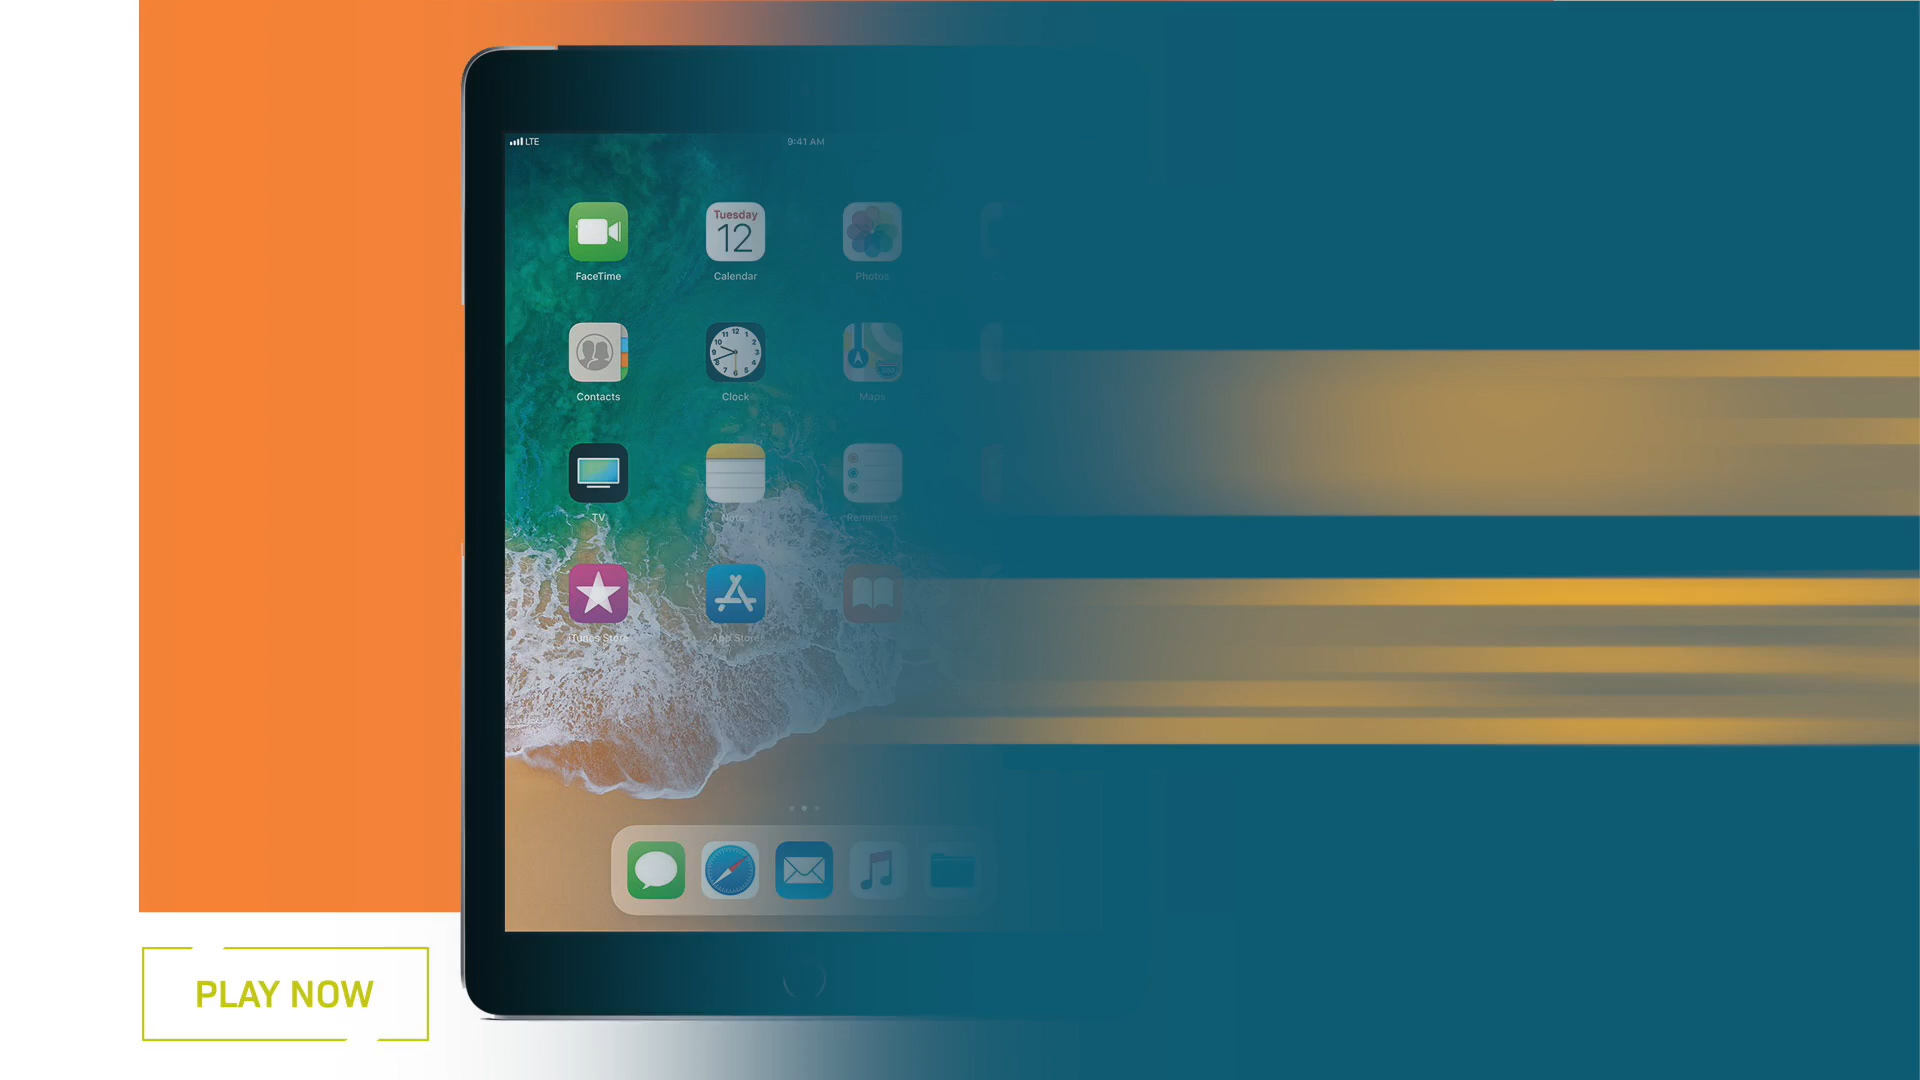 LTE
9:41 AM
Tuesday
12
FaceTime
Calendar
Photos
Contacts
Clock
Maps
TV
Notes
Reminders
iTunes Store
App Store
PLAY NOW